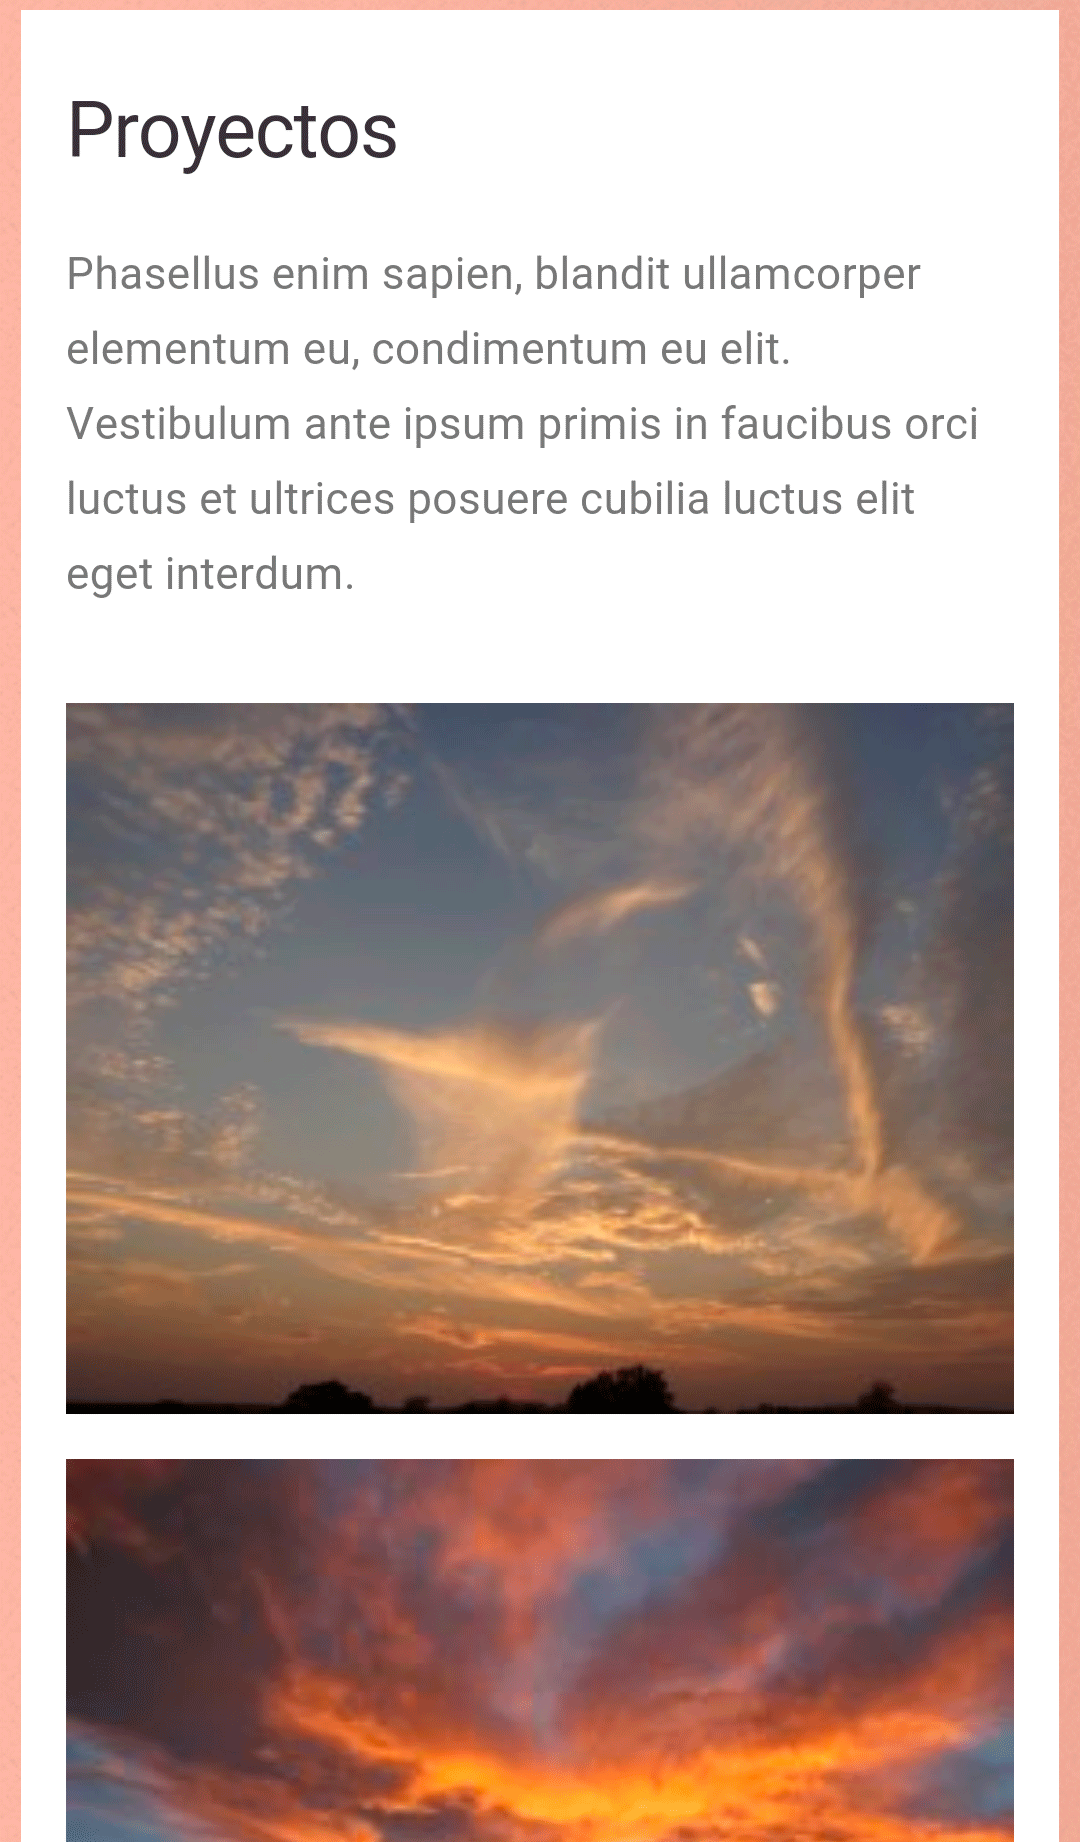 Proyectos
Phasellus enim sapien, blandit ullamcorper
elementum eu, condimentum eu elit.
Vestibulum ante ipsum primis in faucibus orci
luctus et ultrices posuere cubilia luctus elit
eget interdum.